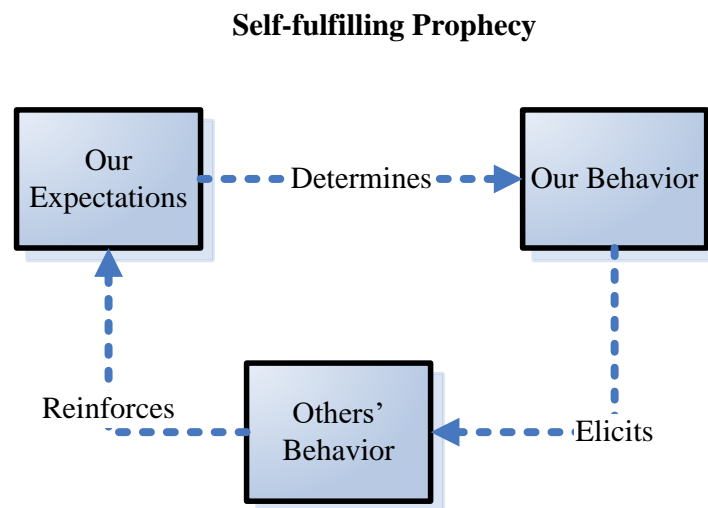 Self-fulfilling Prophecy
Our
Expectations
Determines
Our Behavior
Reinforces
Others’
Behavior
Elicits